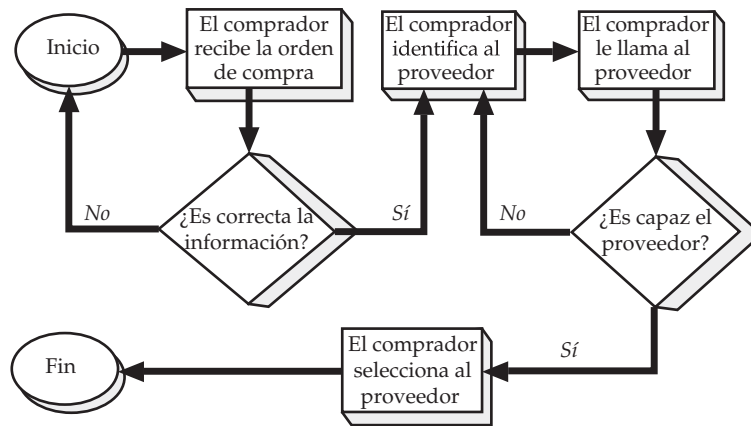 Inicio
El comprador
recibe la orden
de compra
El comprador
identifica al
proveedor
El comprador
le llama al
proveedor
No
¿Es correcta la
información?
Sí
No
¿Es capaz el
proveedor?
Fin
El comprador
selecciona al
proveedor
Sí